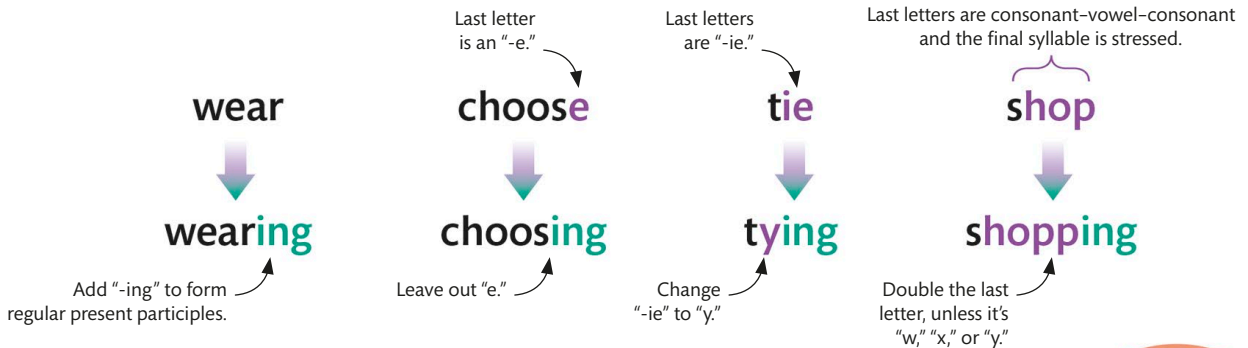 Last letter
is an “-e.”
Last letters
are “-ie.”
Last letters are consonant–vowel–consonant
and the final syllable is stressed.
wear
choose
tie
shop
wearing
choosing
tying
shopping
Add “-ing” to form
regular present participles.
Leave out “e.”
Change
“-ie” to “y.”
Double the last
letter, unless it’s
“w,” “x,” or “y.”